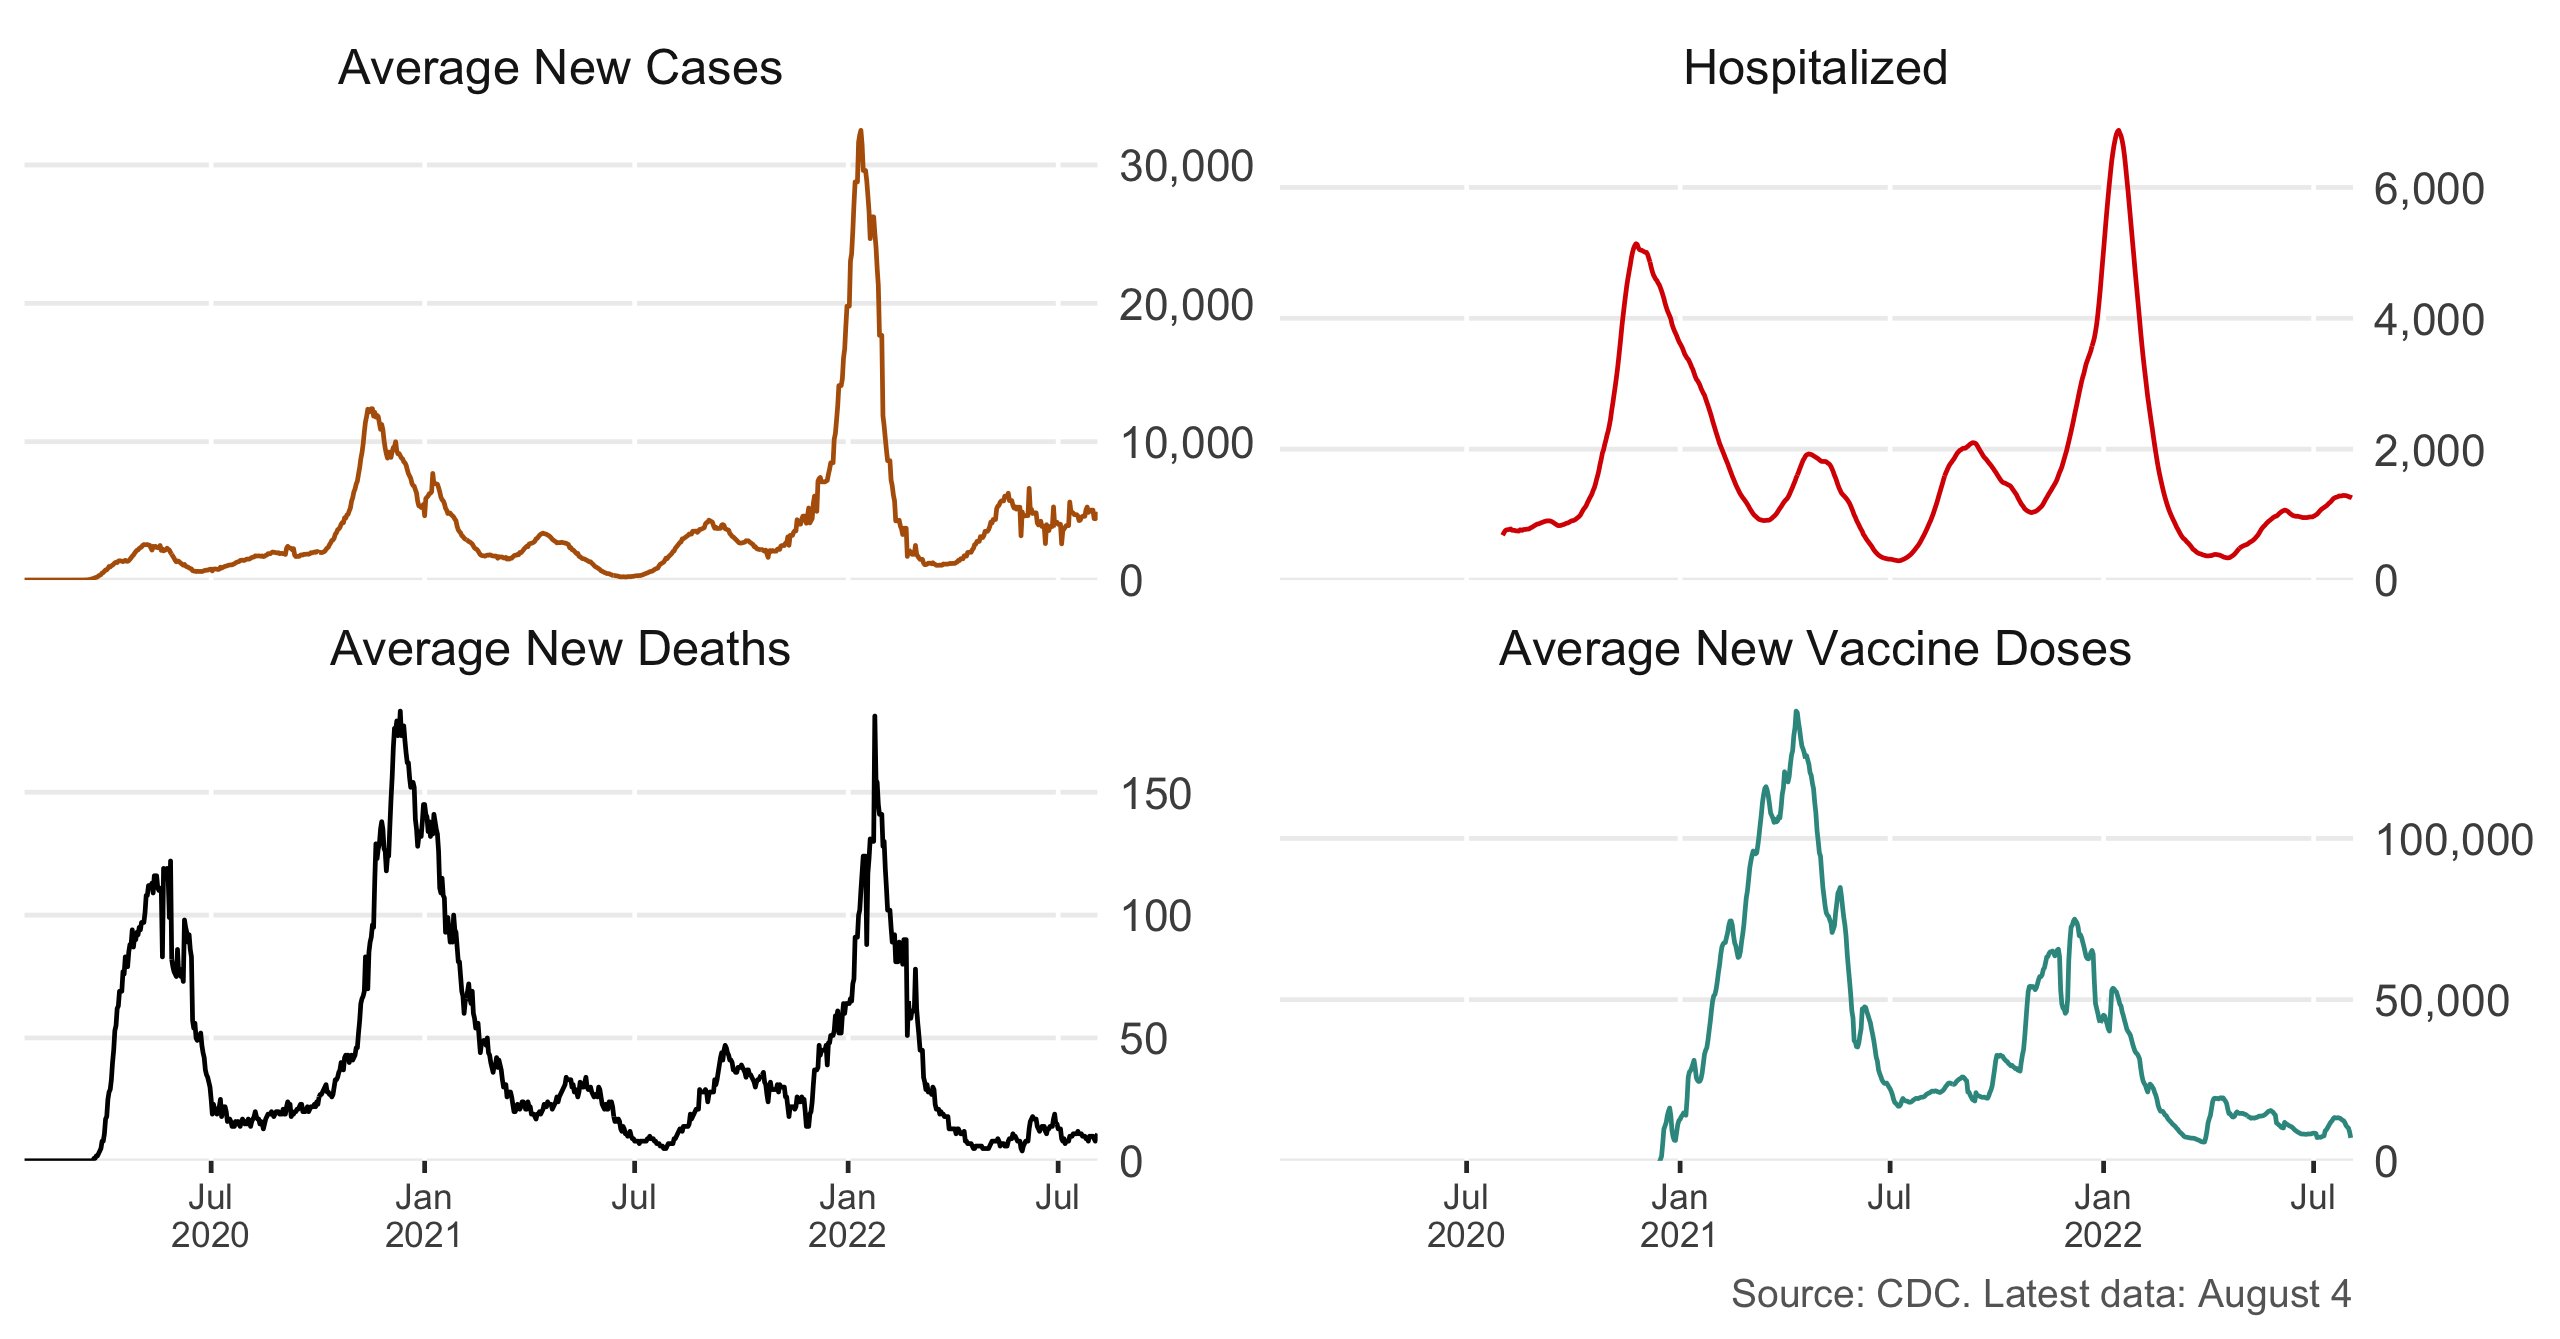 Average New Cases
30,000
20,000
10,000
0
Hospitalized
6,000
4,000
2,000
0
Average New Deaths
150
100
50
0
Jul Jan Jul Jan Jul
2020 2021 2022
Average New Vaccine Doses
100,000
50,000
0
Jul Jan Jul Jan Jul
2020 2021 2022
Source: CDC. Latest data: August 4